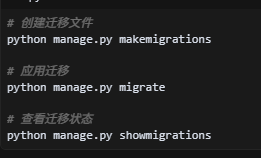 # 创建迁移文件
python manage.py makemigrations
# 应用迁移
python manage.py migrate
# 查看迁移状态
python manage.py showmigrations